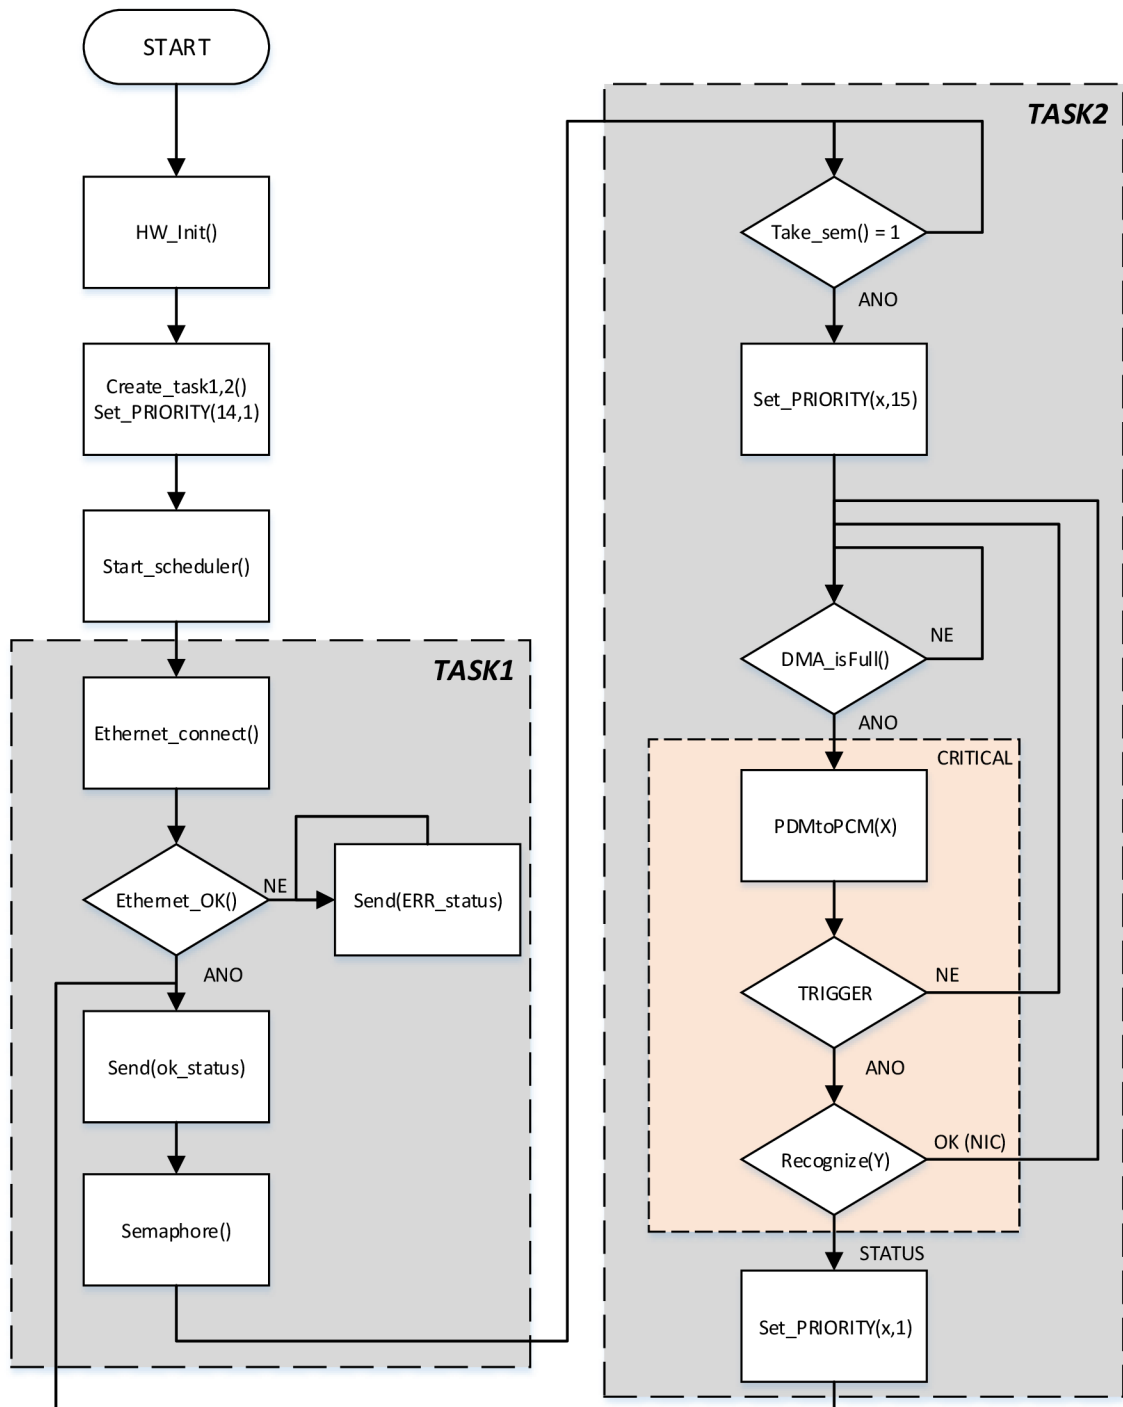 START
HW_Init()
Create_task1,2()
Set_PRIORITY(14,1)
Start_scheduler()
TASK1
Ethernet_connect()
Ethernet_OK()
NE
Send(ERR_status)
ANO
Send(ok_status)
Semaphore()
TASK2
Take_sem() = 1
ANO
Set_PRIORITY(x,15)
DMA_isFull()
NE
ANO
CRITICAL
PDMtoPCM(X)
TRIGGER
NE
ANO
Recognize(Y)
OK (NIC)
STATUS
Set_PRIORITY(x,1)